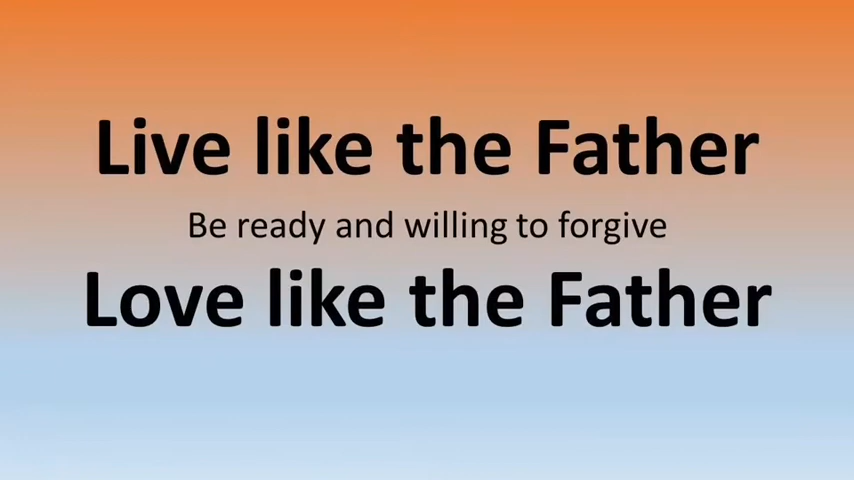 Live like the Father
Be ready and willing to forgive
Love like the Father